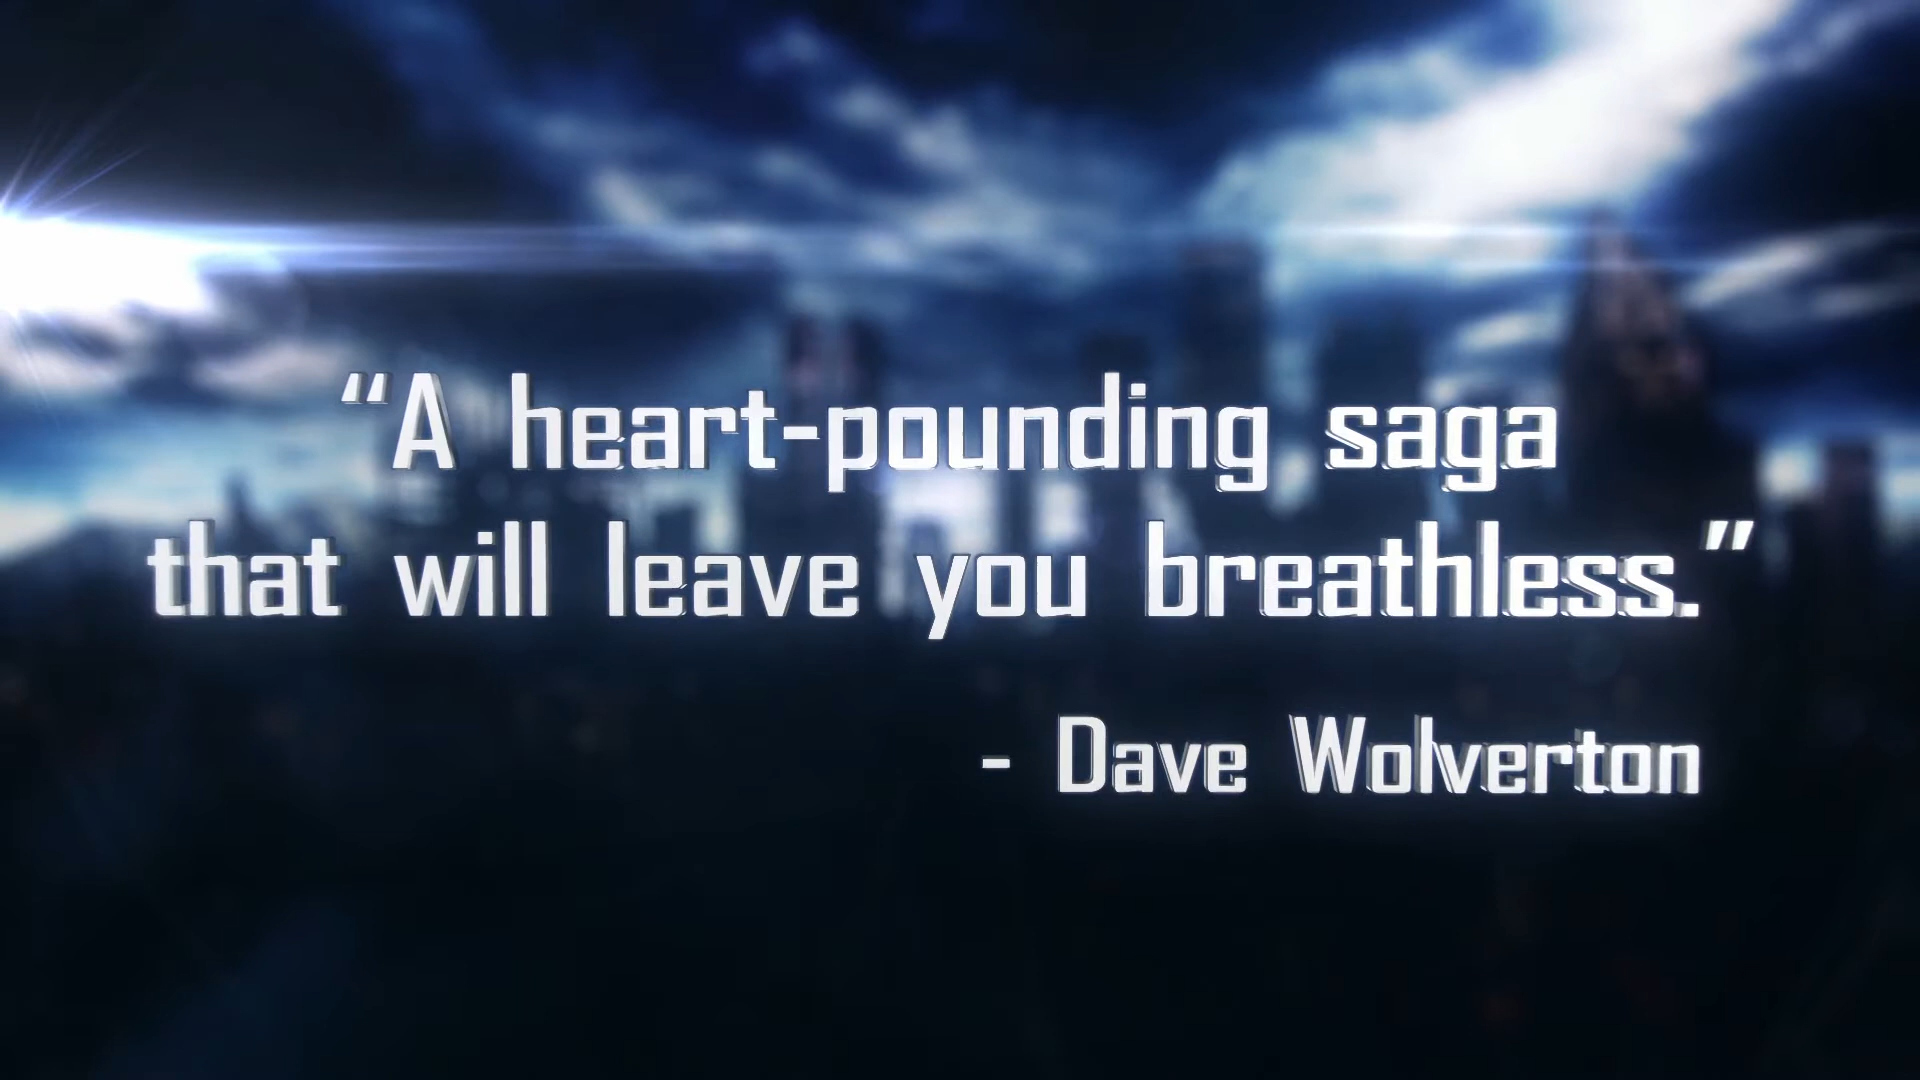 “A heart-pounding saga
that will leave you breathless.”
- Dave Wolverton